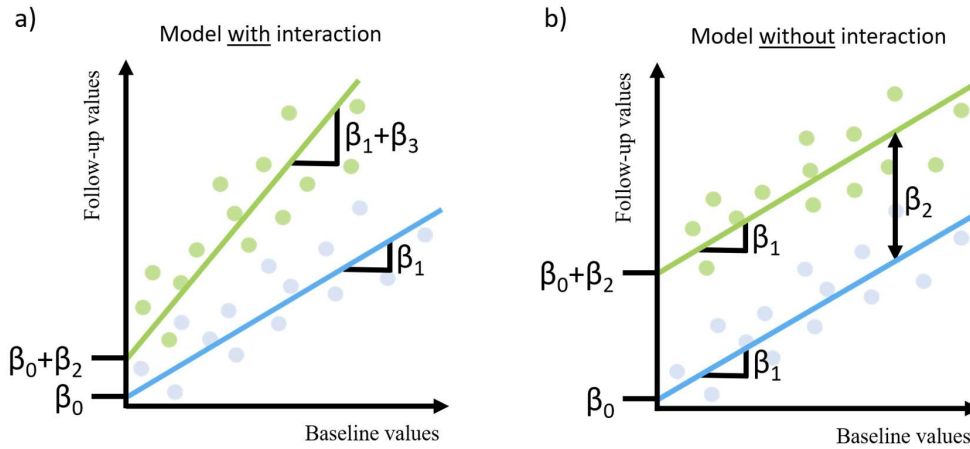 a)
Model with interaction
Follow-up values
β1+β3
β1
β0+β2
β0
Baseline values
b)
Model without interaction
Follow-up values
β2
β1
β0+β2
β1
β0
Baseline values